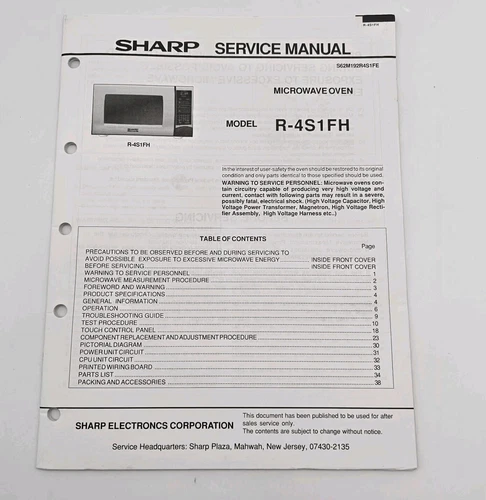 R-4S1FH
SHARP SERVICE MANUAL
S62M192R4S1FE
MICROWAVE OVEN
MODEL R-4S1FH
R-4S1FH
In the interest of user-safety the oven should be restored to its original
condition and only parts identical to those specified should be used.
WARNING TO SERVICE PERSONNEL: Microwave ovens con-
tain circuitry capable of producing very high voltage and
current, contact with following parts may result in a severe,
possibly fatal, electrical shock. (High Voltage Capacitor, High
Voltage Power Transformer, Magnetron, High Voltage Recti-
fier Assembly, High Voltage Harness etc..)
TABLE OF CONTENTS
Page
PRECAUTIONS TO BE OBSERVED BEFORE AND DURING SERVICING TO
AVOID POSSIBLE EXPOSURE TO EXCESSIVE MICROWAVE ENERGY INSIDE FRONT COVER
BEFORE SERVICING INSIDE FRONT COVER
WARNING TO SERVICE PERSONNEL 1
MICROWAVE MEASUREMENT PROCEDURE 2
FOREWORD AND WARNING 3
PRODUCT SPECIFICATIONS 4
GENERAL INFORMATION 4
OPERATION 6
TROUBLESHOOTING GUIDE 9
TEST PROCEDURE 10
TOUCH CONTROL PANEL 18
COMPONENT REPLACEMENT AND ADJUSTMENT PROCEDURE 23
PICTORIAL DIAGRAM 30
POWER UNIT CIRCUIT 31
CPU UNIT CIRCUIT 32
PRINTED WIRING BOARD 33
PARTS LIST 34
PACKING AND ACCESSORIES 38
SHARP ELECTRONCS CORPORATION
This document has been published to be used for after
sales service only.
The contents are subject to change without notice.
Service Headquarters: Sharp Plaza, Mahwah, New Jersey, 07430-2135